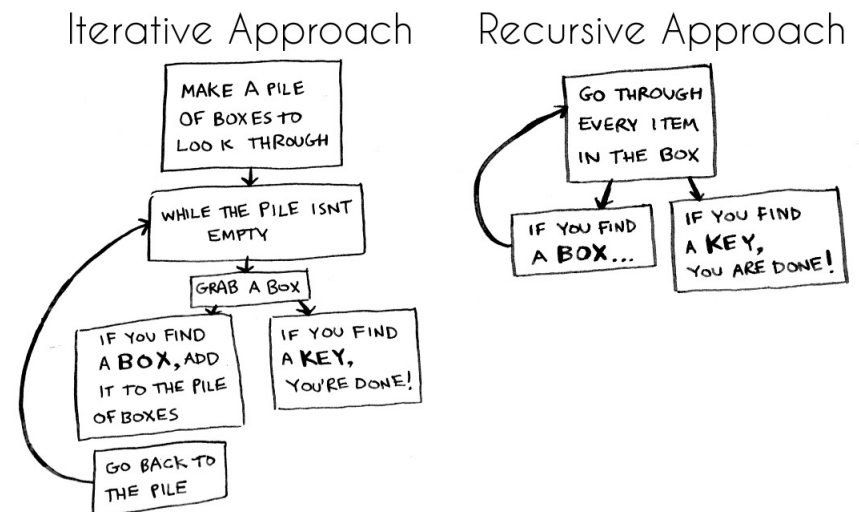 Iterative Approach
MAKE A PILE
OF BOXES TO
LOOK THROUGH
WHILE THE PILE ISNT
EMPTY
GRAB A BOX
IF YOU FIND
A BOX, ADD
IT TO THE PILE
OF BOXES
IF YOU FIND
A KEY,
YOU'RE DONE!
GO BACK TO
THE PILE
Recursive Approach
GO THROUGH
EVERY ITEM
IN THE BOX
IF YOU FIND
A BOX...
IF YOU FIND
A KEY,
YOU ARE DONE!